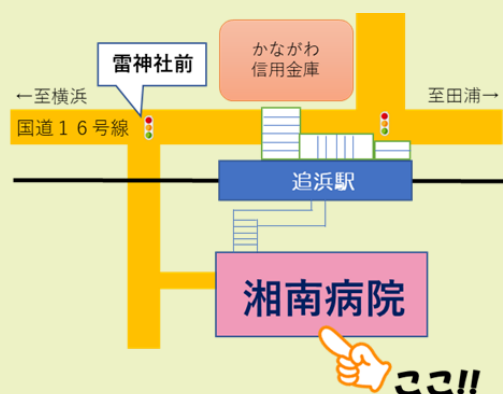 かながわ
信用金庫
雷神社前
←至横浜
至田浦→
国道１６号線
追浜駅
湘南病院
ここ!!